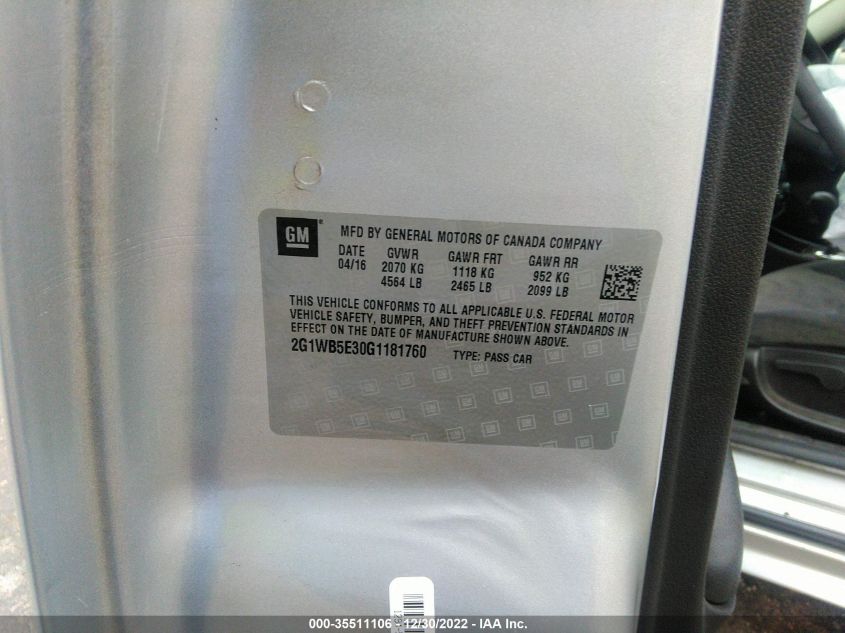 GM
MFD BY GENERAL MOTORS OF CANADA COMPANY
DATE GVWR GAWR FRT GAWR RR
04/16 2070 KG 1118 KG 952 KG
4564 LB 2465 LB 2099 LB
THIS VEHICLE CONFORMS TO ALL APPLICABLE U.S. FEDERAL MOTOR
VEHICLE SAFETY, BUMPER, AND THEFT PREVENTION STANDARDS IN
EFFECT ON THE DATE OF MANUFACTURE SHOWN ABOVE.
2G1WB5E30G1181760 TYPE: PASS CAR
000-35511106 - 12/30/2022 - IAA Inc.